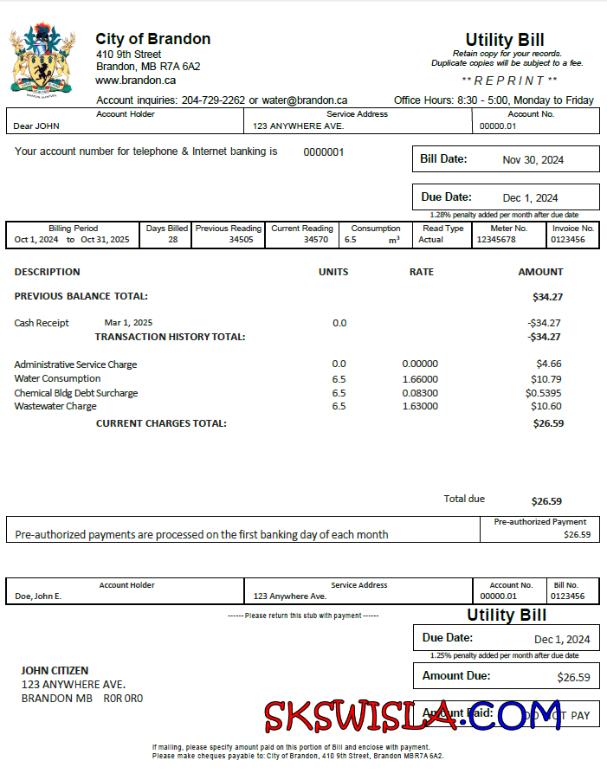 City of Brandon
410 9th Street
Brandon, MB R7A 6A2
www.brandon.ca
Utility Bill
Retain copy for your records.
Duplicate copies will be subject to a fee.
**REPRINT**
Account inquiries: 204-729-2262 or water@brandon.ca Office Hours: 8:30 - 5:00, Monday to Friday
Account Holder Service Address Account No.
Dear JOHN 123 ANYWHERE AVE. 00000.01
Your account number for telephone & Internet banking is 0000001
Bill Date: Nov 30, 2024
Due Date: Dec 1, 2024
1.28% penalty added per month after due date
Billing Period Days Billed Previous Reading Current Reading Consumption Read Type Meter No. Invoice No.
Oct 1, 2024 to Oct 31, 2025 28 34505 34570 6.5 m³ Actual 12345678 0123456
DESCRIPTION UNITS RATE AMOUNT
PREVIOUS BALANCE TOTAL: $34.27
Cash Receipt Mar 1, 2025 0.0 -$34.27
TRANSACTION HISTORY TOTAL: -$34.27
Administrative Service Charge 0.0 0.00000 $4.66
Water Consumption 6.5 1.66000 $10.79
Chemical Bldg Debt Surcharge 6.5 0.08300 $0.5395
Wastewater Charge 6.5 1.63000 $10.60
CURRENT CHARGES TOTAL: $26.59
Total due $26.59
Pre-authorized payments are processed on the first banking day of each month
Pre-authorized Payment
$26.59
Account Holder Service Address Account No. Bill No.
Doe, John E. 123 Anywhere Ave. 00000.01 0123456
------ Please return this stub with payment ------
Utility Bill
Due Date: Dec 1, 2024
1.25% penalty added per month after due date
Amount Due: $26.59
JOHN CITIZEN
123 ANYWHERE AVE.
BRANDON MB R0R 0R0
Amount Paid: DO NOT PAY
SKSWISLA.COM
If mailing, please specify amount paid on this portion of Bill and enclose with payment.
Please make cheques payable to: City of Brandon, 410 9th Street, Brandon MBR7A 6A2.